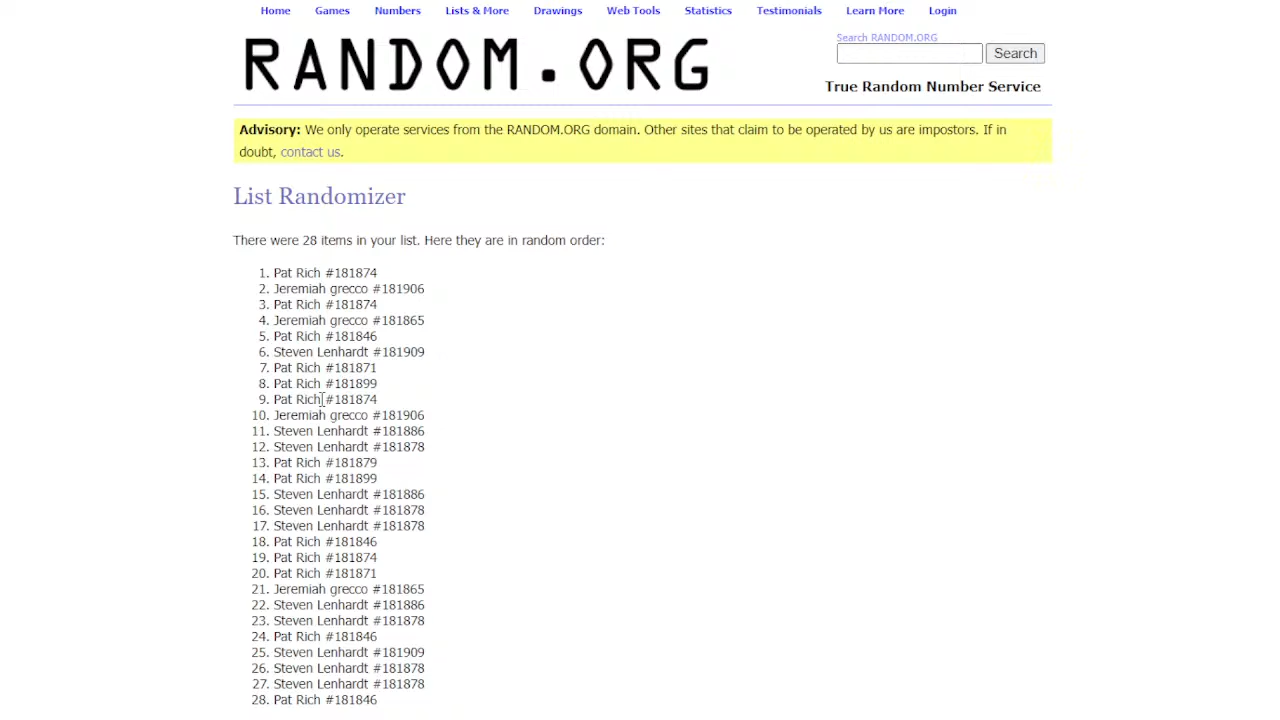 Home Games Numbers Lists & More Drawings Web Tools Statistics Testimonials Learn More Login
RANDOM.ORG
Search RANDOM.ORG
Search
True Random Number Service
Advisory: We only operate services from the RANDOM.ORG domain. Other sites that claim to be operated by us are impostors. If in
doubt, contact us.
List Randomizer
There were 28 items in your list. Here they are in random order:
1. Pat Rich #181874
2. Jeremiah grecco #181906
3. Pat Rich #181874
4. Jeremiah grecco #181865
5. Pat Rich #181846
6. Steven Lenhardt #181909
7. Pat Rich #181871
8. Pat Rich #181899
9. Pat Rich #181874
10. Jeremiah grecco #181906
11. Steven Lenhardt #181886
12. Steven Lenhardt #181878
13. Pat Rich #181879
14. Pat Rich #181899
15. Steven Lenhardt #181886
16. Steven Lenhardt #181878
17. Steven Lenhardt #181878
18. Pat Rich #181846
19. Pat Rich #181874
20. Pat Rich #181871
21. Jeremiah grecco #181865
22. Steven Lenhardt #181886
23. Steven Lenhardt #181878
24. Pat Rich #181846
25. Steven Lenhardt #181909
26. Steven Lenhardt #181878
27. Steven Lenhardt #181878
28. Pat Rich #181846